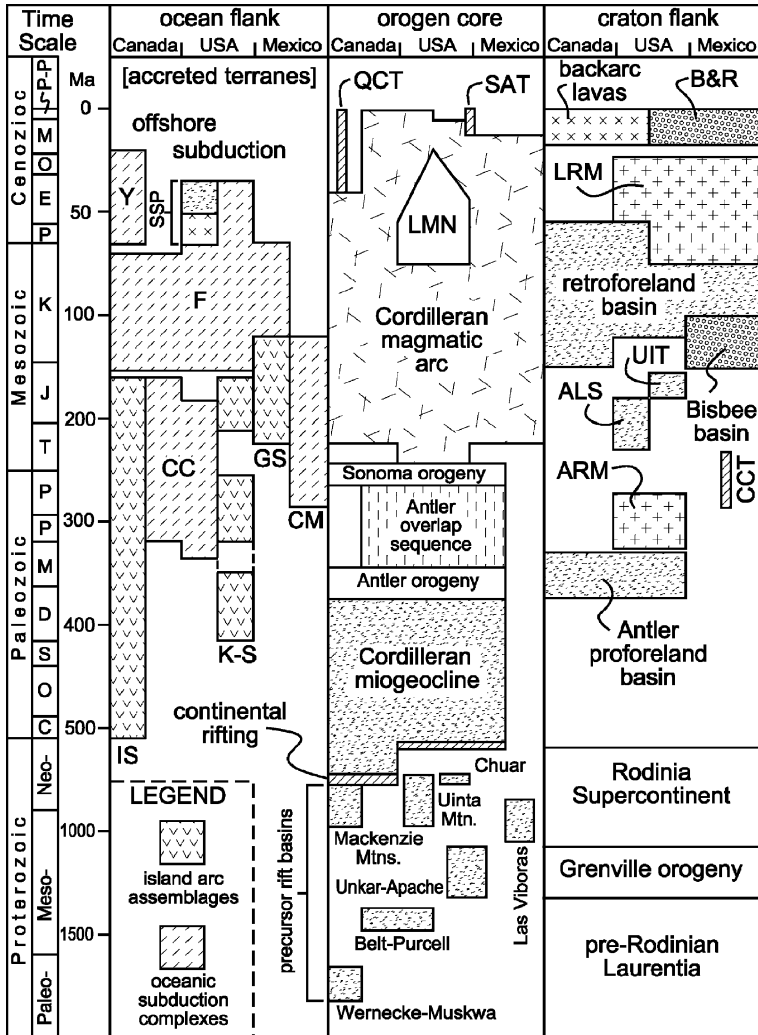 Time
Scale
ocean flank
Canada
USA
Mexico
orogen core
Canada
USA
Mexico
craton flank
Canada
USA
Mexico
Cenozioc
Mesozoic
Paleozoic
Proterozoic
P-P
M
O
E
P
K
J
T
P
P
M
D
S
O
C
Neo-
Meso-
Paleo-
Ma
0
50
100
200
300
400
500
1000
1500
[accreted terranes]
offshore
subduction
Y
SSP
F
CC
GS
CM
K-S
IS
continental
rifting
LEGEND
island arc
assemblages
oceanic
subduction
complexes
QCT
SAT
LMN
Cordilleran
magmatic
arc
Sonoma orogeny
Antler
overlap
sequence
Antler orogeny
Cordilleran
miogeocline
Chuar
Uinta
Mtn.
Mackenzie
Mtns.
Unkar-Apache
Las Viboras
Belt-Purcell
Wernecke-Muskwa
precursor rift basins
backarc
lavas
B&R
LRM
retroforeland
basin
UIT
ALS
Bisbee
basin
ARM
CCT
Antler
proforeland
basin
Rodinia
Supercontinent
Grenville orogeny
pre-Rodinian
Laurentia